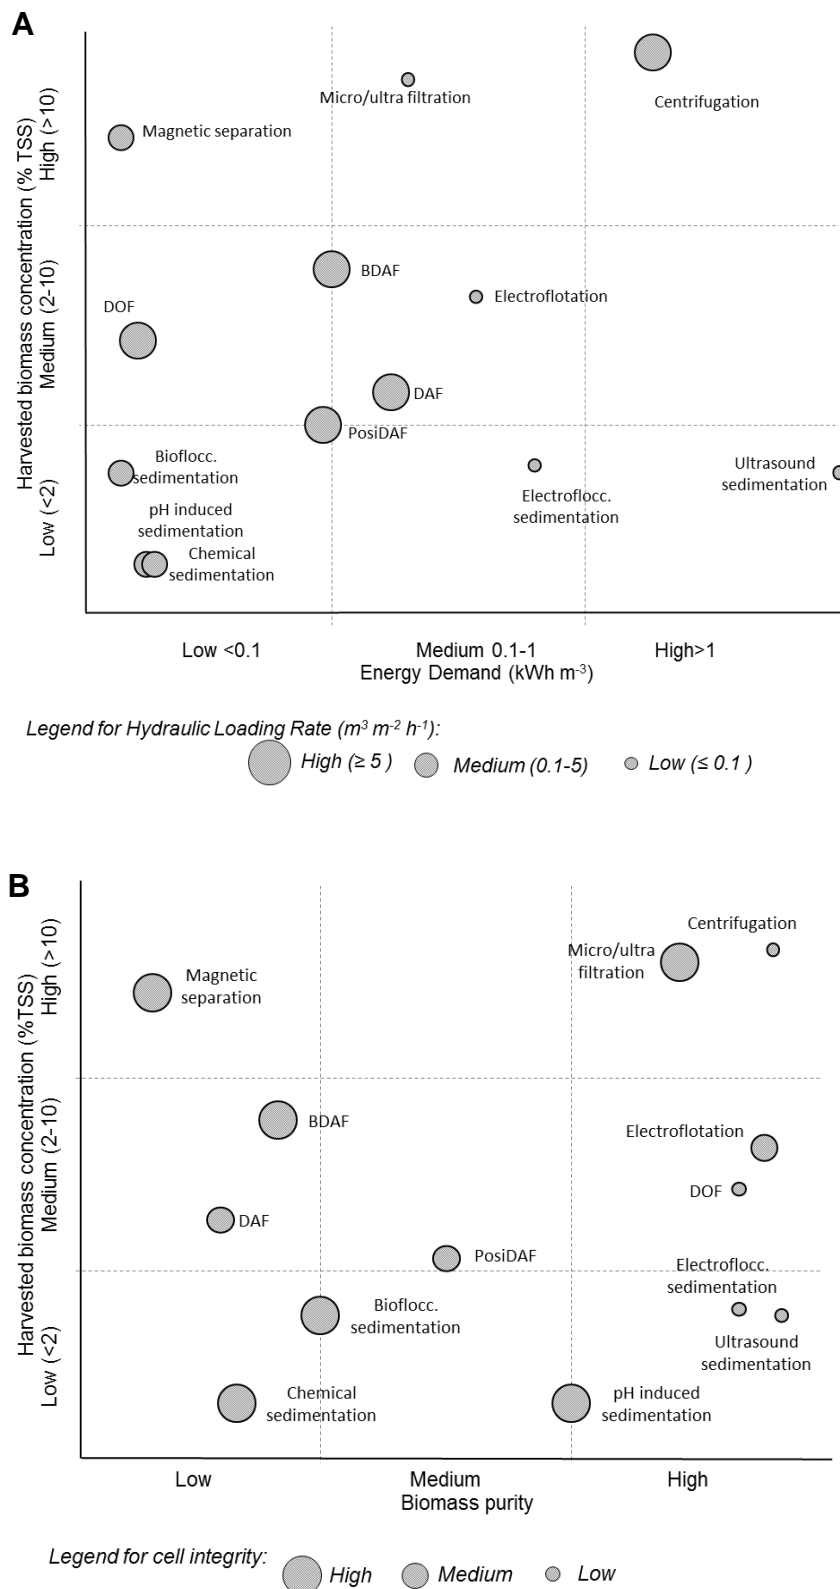 A
Harvested biomass concentration (% TSS)
High (>10)
Medium (2-10)
Low (<2)
Micro/ultra filtration
Centrifugation
Magnetic separation
BDAF
Electroflotation
DOF
DAF
PosiDAF
Bioflocc.
sedimentation
Ultrasound
sedimentation
Electroflocc.
sedimentation
pH induced
sedimentation
Chemical
sedimentation
Low <0.1
Medium 0.1-1
High>1
Energy Demand (kWh m-3)
Legend for Hydraulic Loading Rate (m3 m-2 h-1):
High (≥ 5 )
Medium (0.1-5)
Low (≤ 0.1 )
B
Harvested biomass concentration (%TSS)
High (>10)
Medium (2-10)
Low (<2)
Centrifugation
Micro/ultra
filtration
Magnetic
separation
BDAF
Electroflotation
DOF
DAF
PosiDAF
Electroflocc.
sedimentation
Bioflocc.
sedimentation
Ultrasound
sedimentation
Chemical
sedimentation
pH induced
sedimentation
Low
Medium
High
Biomass purity
Legend for cell integrity:
High
Medium
Low